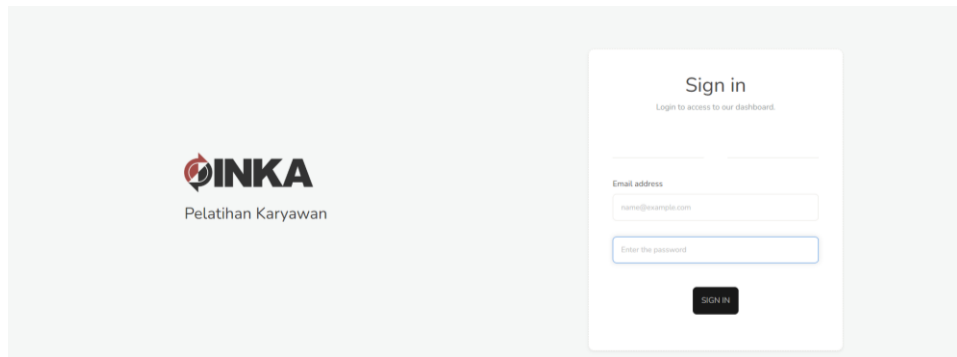 INKA
Pelatihan Karyawan
Sign in
Login to access to our dashboard.
Email address
name@example.com
Enter the password
SIGN IN